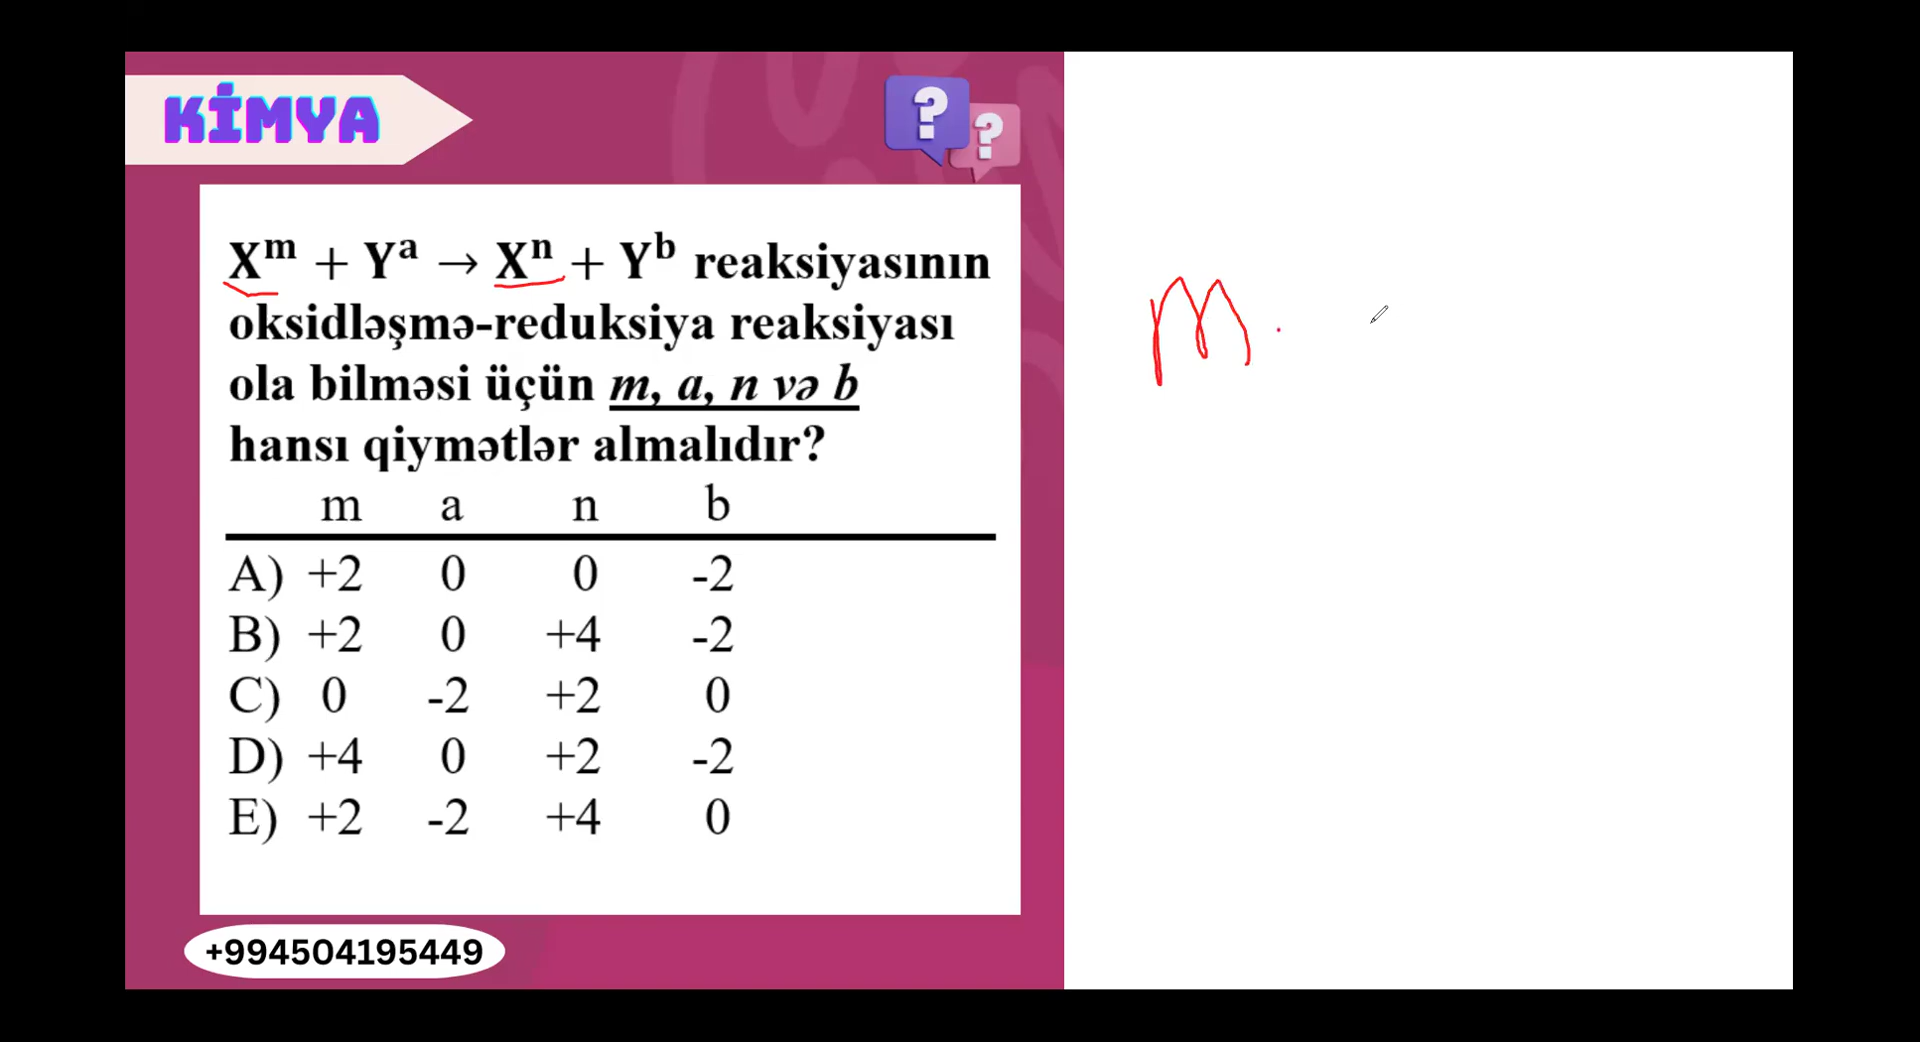 KİMYA
? ?
Xᵐ + Yᵃ → Xⁿ + Yᵇ reaksiyasının
oksidləşmə-reduksiya reaksiyası
ola bilməsi üçün m, a, n və b
hansı qiymətlər almalıdır?
m a n b
A) +2 0 0 -2
B) +2 0 +4 -2
C) 0 -2 +2 0
D) +4 0 +2 -2
E) +2 -2 +4 0
+994504195449
m.